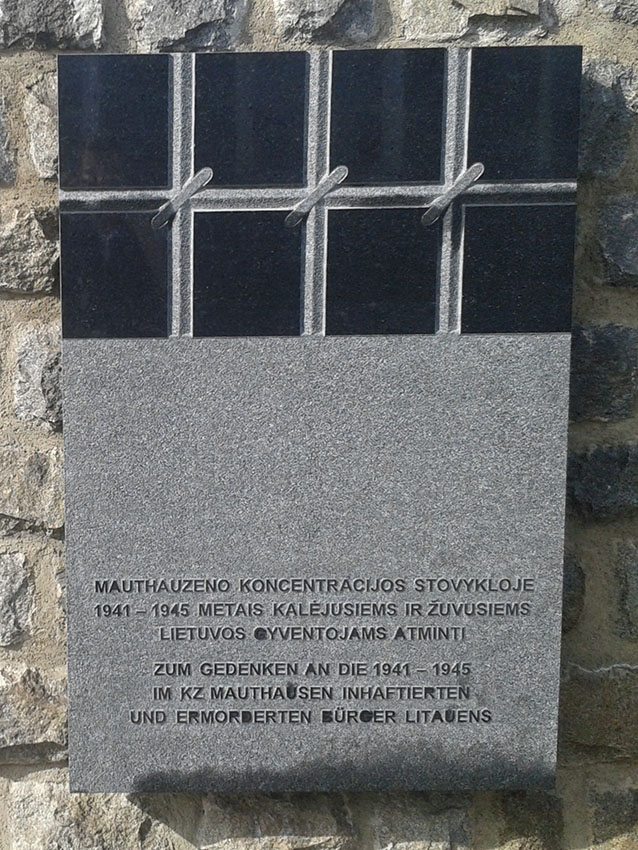 MAUTHAUZENO KONCENTRACIJOS STOVYKLOJE
1941 – 1945 METAIS KALĖJUSIEMS IR ŽUVUSIEMS
LIETUVOS GYVENTOJAMS ATMINTI
ZUM GEDENKEN AN DIE 1941 – 1945
IM KZ MAUTHAUSEN INHAFTIERTEN
UND ERMORDERTEN BÜRGER LITAUENS